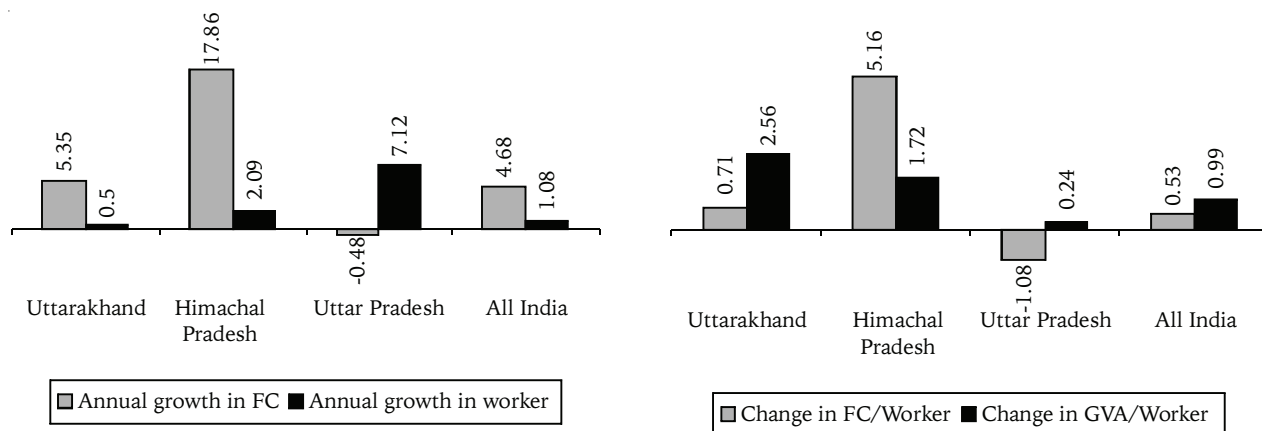 5.35
0.5
17.86
2.09
-0.48
7.12
4.68
1.08
Uttarakhand
Himachal
Pradesh
Uttar Pradesh
All India
Annual growth in FC
Annual growth in worker
0.71
2.56
5.16
1.72
-1.08
0.24
0.53
0.99
Uttarakhand
Himachal
Pradesh
Uttar Pradesh
All India
Change in FC/Worker
Change in GVA/Worker